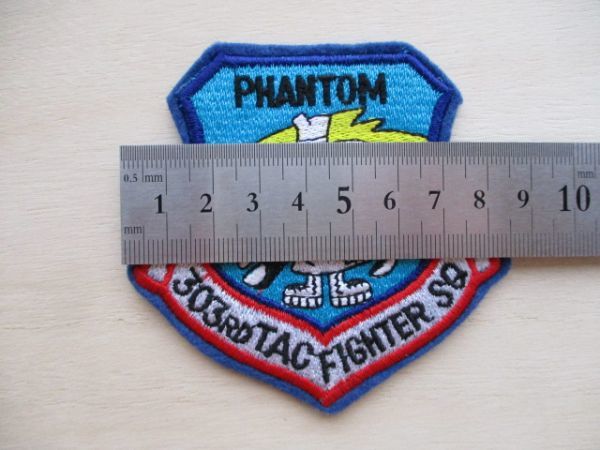 PHANTOM
0.5 mm 1 2 3 4 5 6 7 8 9 10 mm
mm
303RD TAC FIGHTER SQ